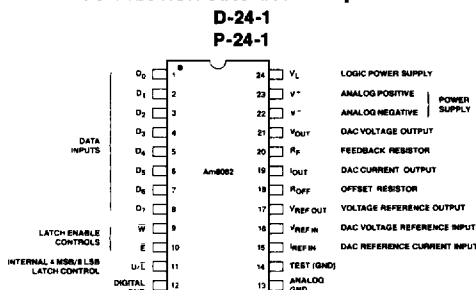 D-24-1
P-24-1
D0 1 24 VL LOGIC POWER SUPPLY
D1 2 23 V+ ANALOG POSITIVE
D2 3 22 V- ANALOG NEGATIVE
POWER SUPPLY
D3 4 21 VOUT DAC VOLTAGE OUTPUT
D4 5 20 RF FEEDBACK RESISTOR
DATA INPUTS
D5 6 Am6082 19 IOUT DAC CURRENT OUTPUT
D6 7 18 ROFF OFFSET RESISTOR
D7 8 17 VREF OUT VOLTAGE REFERENCE OUTPUT
W 9 16 VREF IN DAC VOLTAGE REFERENCE INPUT
LATCH ENABLE CONTROLS
E 10 15 IREF IN DAC REFERENCE CURRENT INPUT
INTERNAL 4 MSB/8 LSB LATCH CONTROL
U/L 11 14 TEST (GND)
DIGITAL 12 13 ANALOG GND